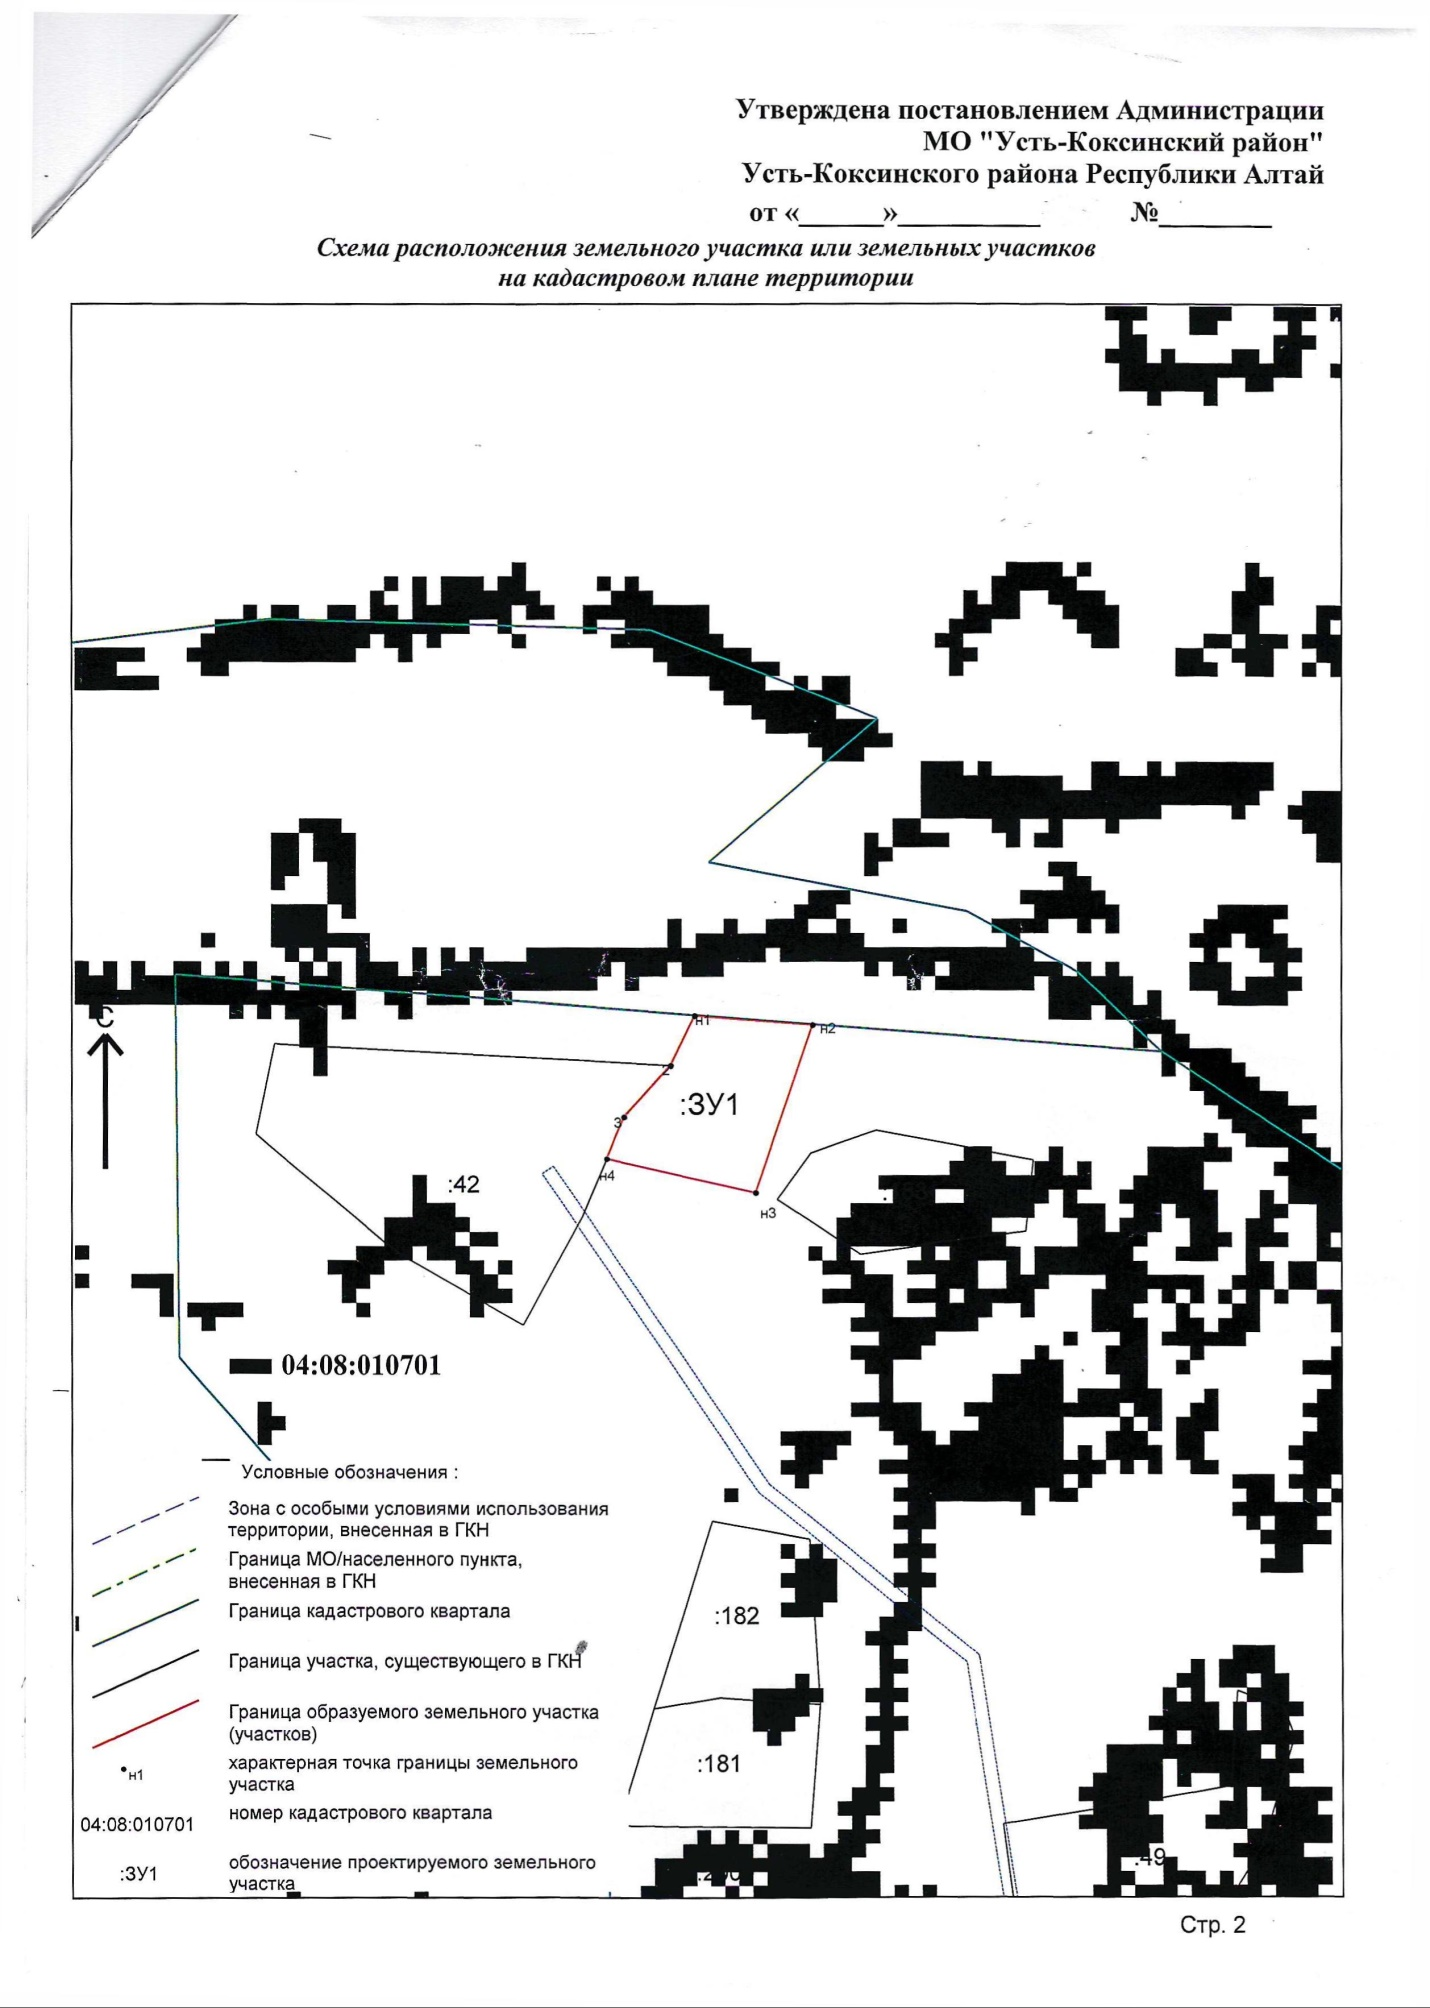 Утверждена постановлением Администрации
МО "Усть-Коксинский район"
Усть-Коксинского района Республики Алтай
от «______»__________ №________
Схема расположения земельного участка или земельных участков
на кадастровом плане территории
С
н1
н2
2
:ЗУ1
3
н4
:42
н3
04:08:010701
Условные обозначения :
Зона с особыми условиями использования
территории, внесенная в ГКН
Граница МО/населенного пункта,
внесенная в ГКН
Граница кадастрового квартала
:182
Граница участка, существующего в ГКН
Граница образуемого земельного участка
(участков)
:181
н1
характерная точка границы земельного
участка
04:08:010701
номер кадастрового квартала
:49
:ЗУ1
обозначение проектируемого земельного
участка
Стр. 2